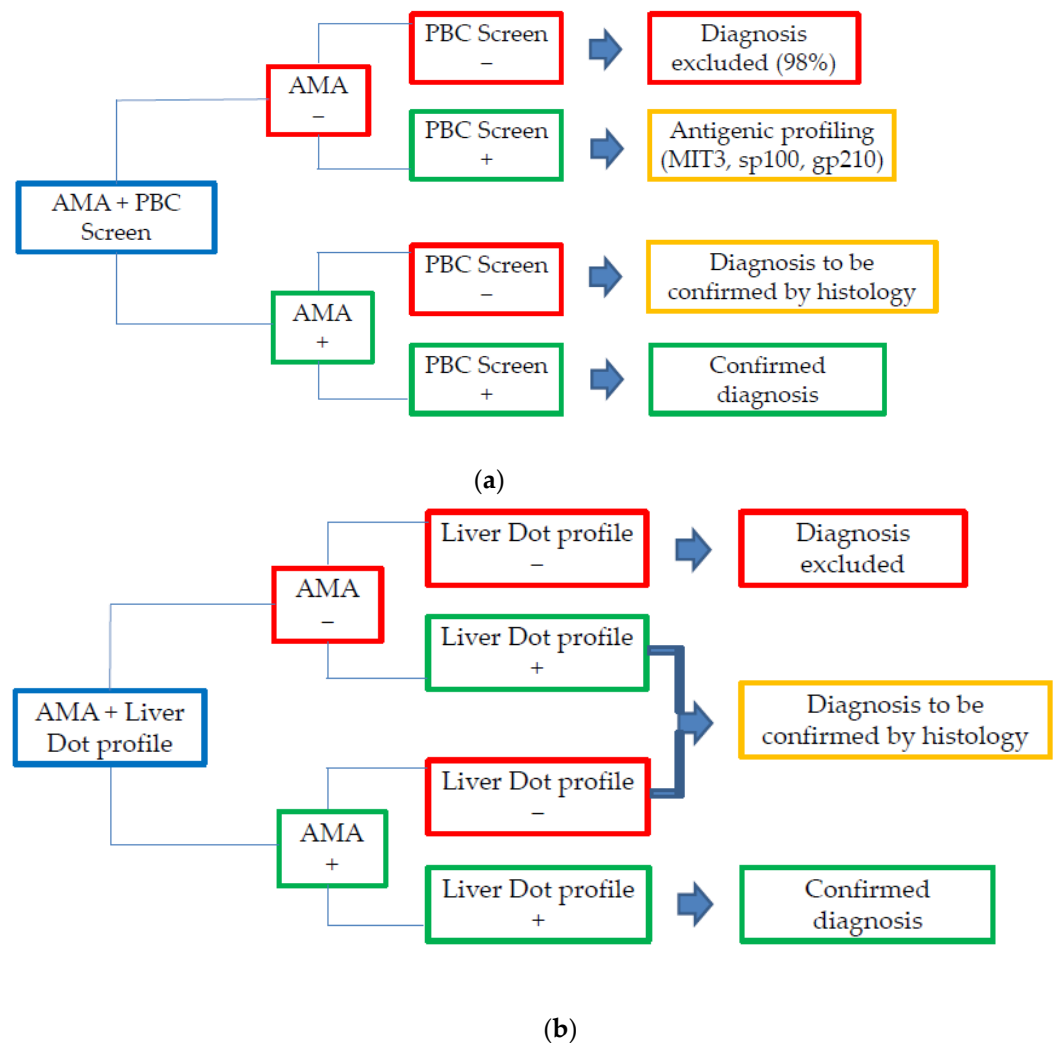 PBC Screen
–
Diagnosis
excluded (98%)
AMA
–
PBC Screen
+
Antigenic profiling
(MIT3, sp100, gp210)
AMA + PBC
Screen
PBC Screen
–
Diagnosis to be
confirmed by histology
AMA
+
PBC Screen
+
Confirmed
diagnosis
(a)
Liver Dot profile
–
Diagnosis
excluded
AMA
–
Liver Dot profile
+
AMA + Liver
Dot profile
Diagnosis to be
confirmed by histology
Liver Dot profile
–
AMA
+
Liver Dot profile
+
Confirmed
diagnosis
(b)